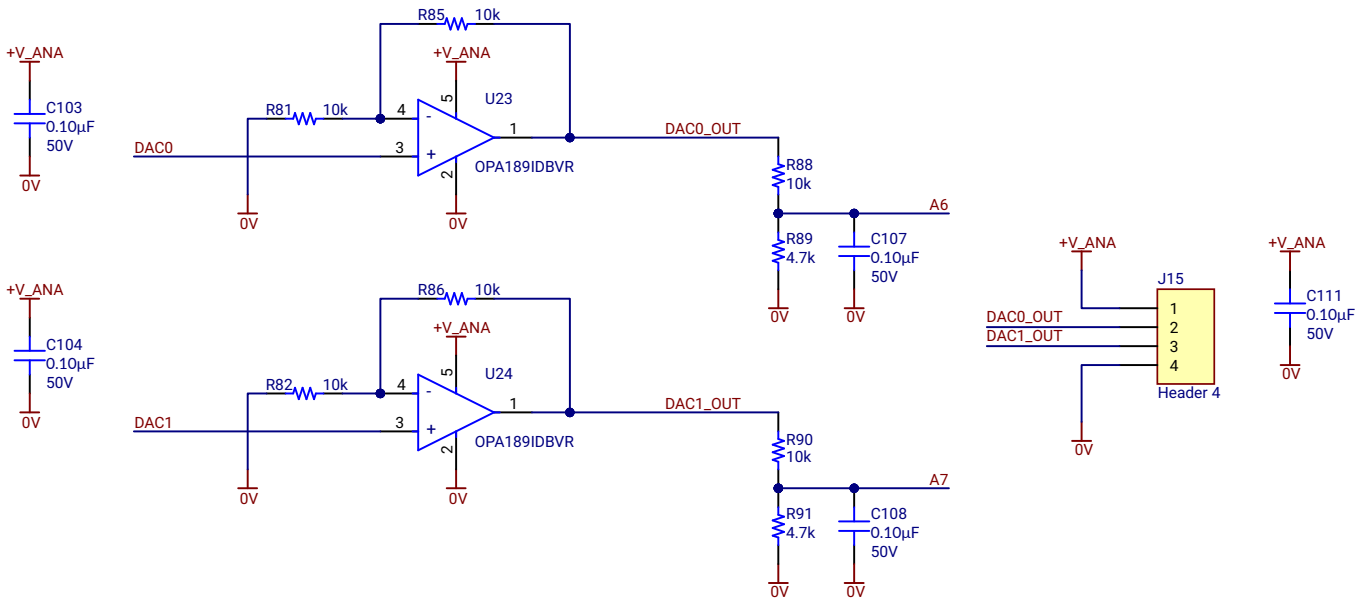 R85 10k
+V_ANA
+V_ANA
C103
0.10µF
50V
0V
5
U23
R81 10k
4
-
1
DAC0_OUT
DAC0
3
+
2
OPA189IDBVR
0V
0V
R88
10k
A6
R89
4.7k
C107
0.10µF
50V
0V
0V
+V_ANA
R86 10k
+V_ANA
C104
0.10µF
50V
0V
5
U24
R82 10k
4
-
1
DAC1_OUT
DAC1
3
+
2
OPA189IDBVR
0V
0V
R90
10k
A7
R91
4.7k
C108
0.10µF
50V
0V
0V
+V_ANA
J15
1
DAC0_OUT
2
DAC1_OUT
3
4
Header 4
0V
+V_ANA
C111
0.10µF
50V
0V